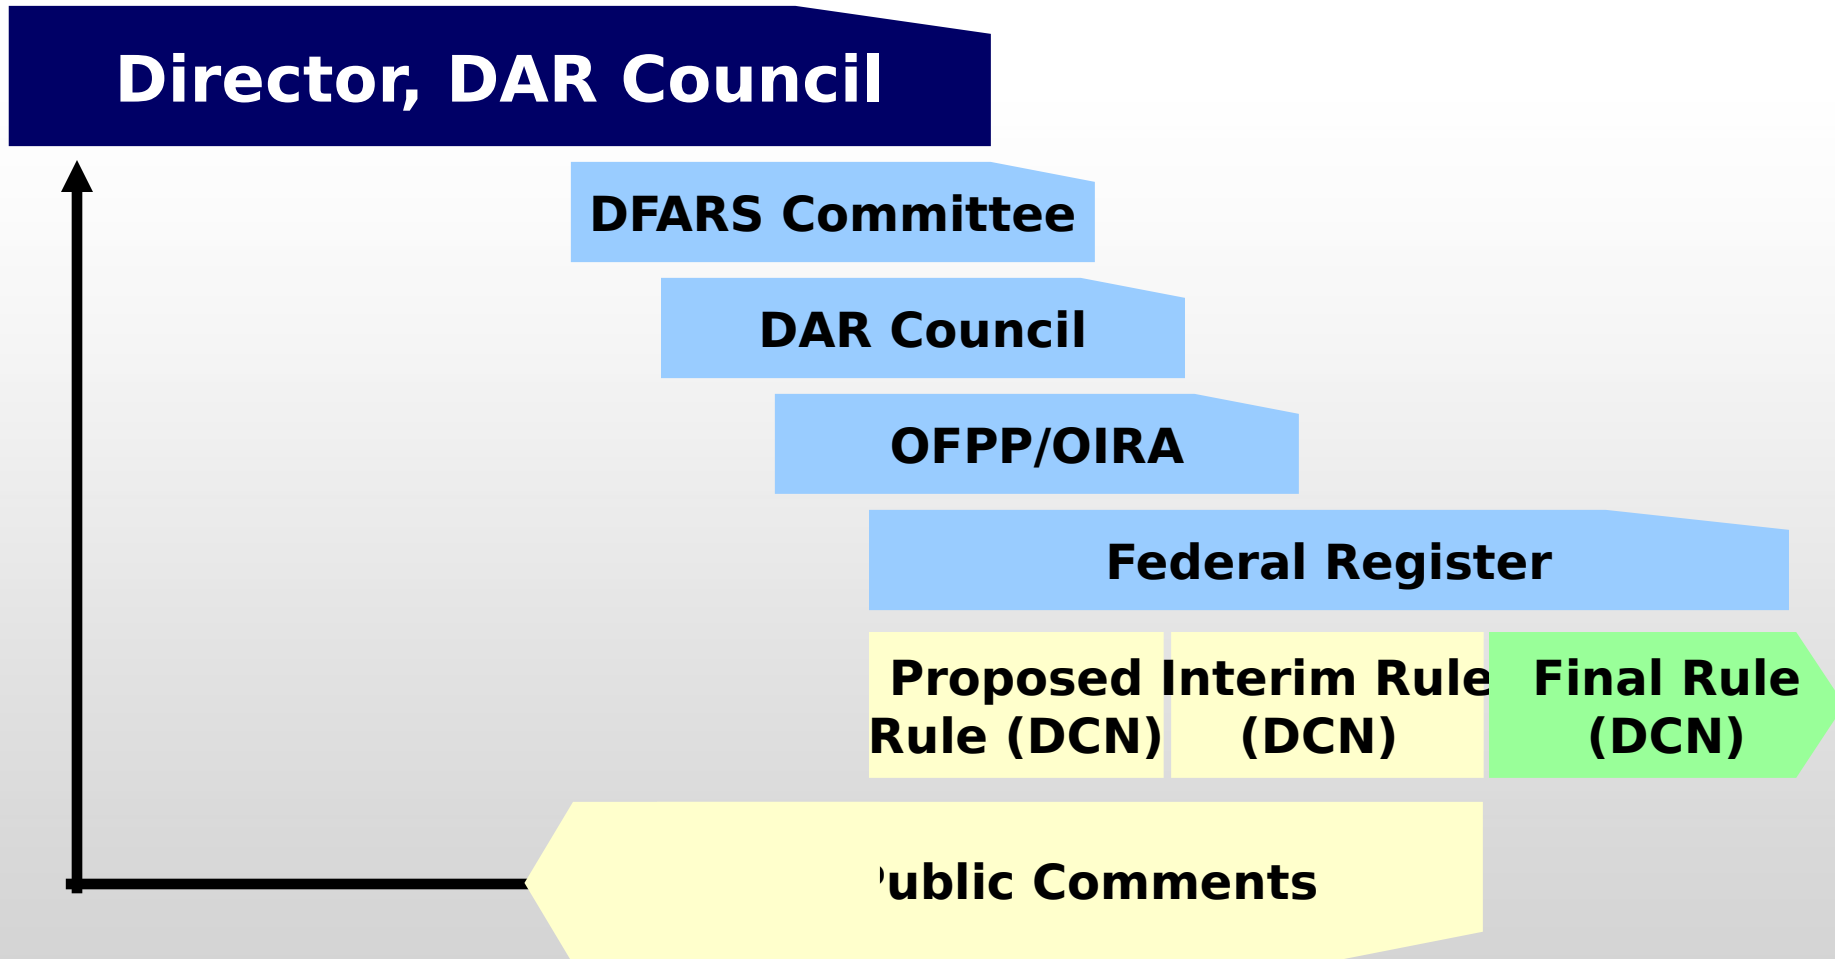 Director, DAR Council
DFARS Committee
DAR Council
OFPP/OIRA
Federal Register
Proposed
Rule (DCN)
Interim Rule
(DCN)
Final Rule
(DCN)
Public Comments